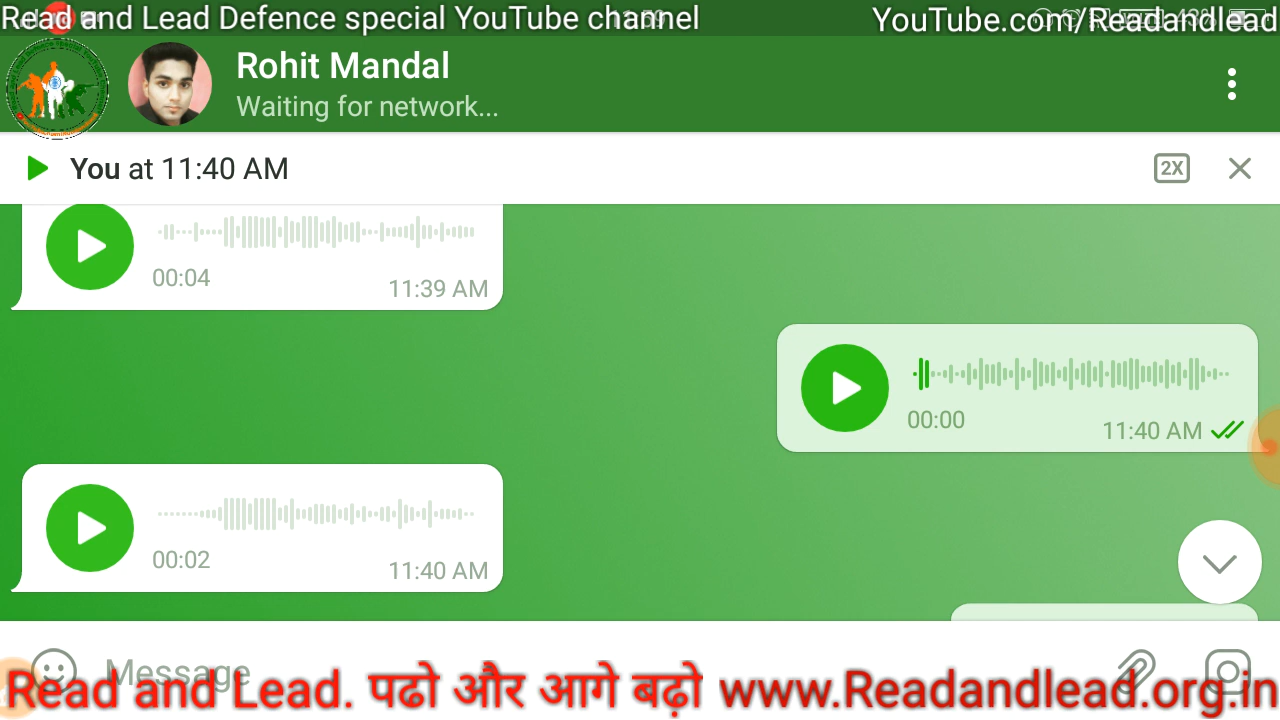 Read and Lead Defence special YouTube channel
YouTube.com/Readandlead
Rohit Mandal
Waiting for network...
You at 11:40 AM
2X
00:04
11:39 AM
00:00
11:40 AM
00:02
11:40 AM
Message
Read and Lead. पढो और आगे बढ़ो www.Readandlead.org.in